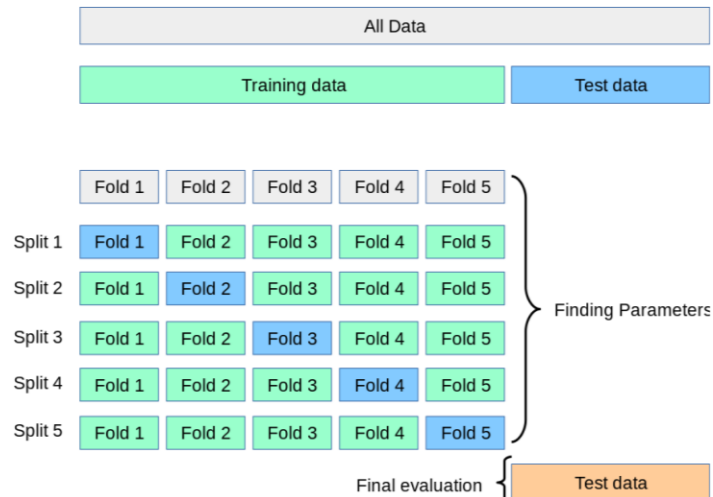 All Data
Training data Test data
Fold 1 Fold 2 Fold 3 Fold 4 Fold 5
Split 1 Fold 1 Fold 2 Fold 3 Fold 4 Fold 5
Split 2 Fold 1 Fold 2 Fold 3 Fold 4 Fold 5
Finding Parameters
Split 3 Fold 1 Fold 2 Fold 3 Fold 4 Fold 5
Split 4 Fold 1 Fold 2 Fold 3 Fold 4 Fold 5
Split 5 Fold 1 Fold 2 Fold 3 Fold 4 Fold 5
Final evaluation Test data